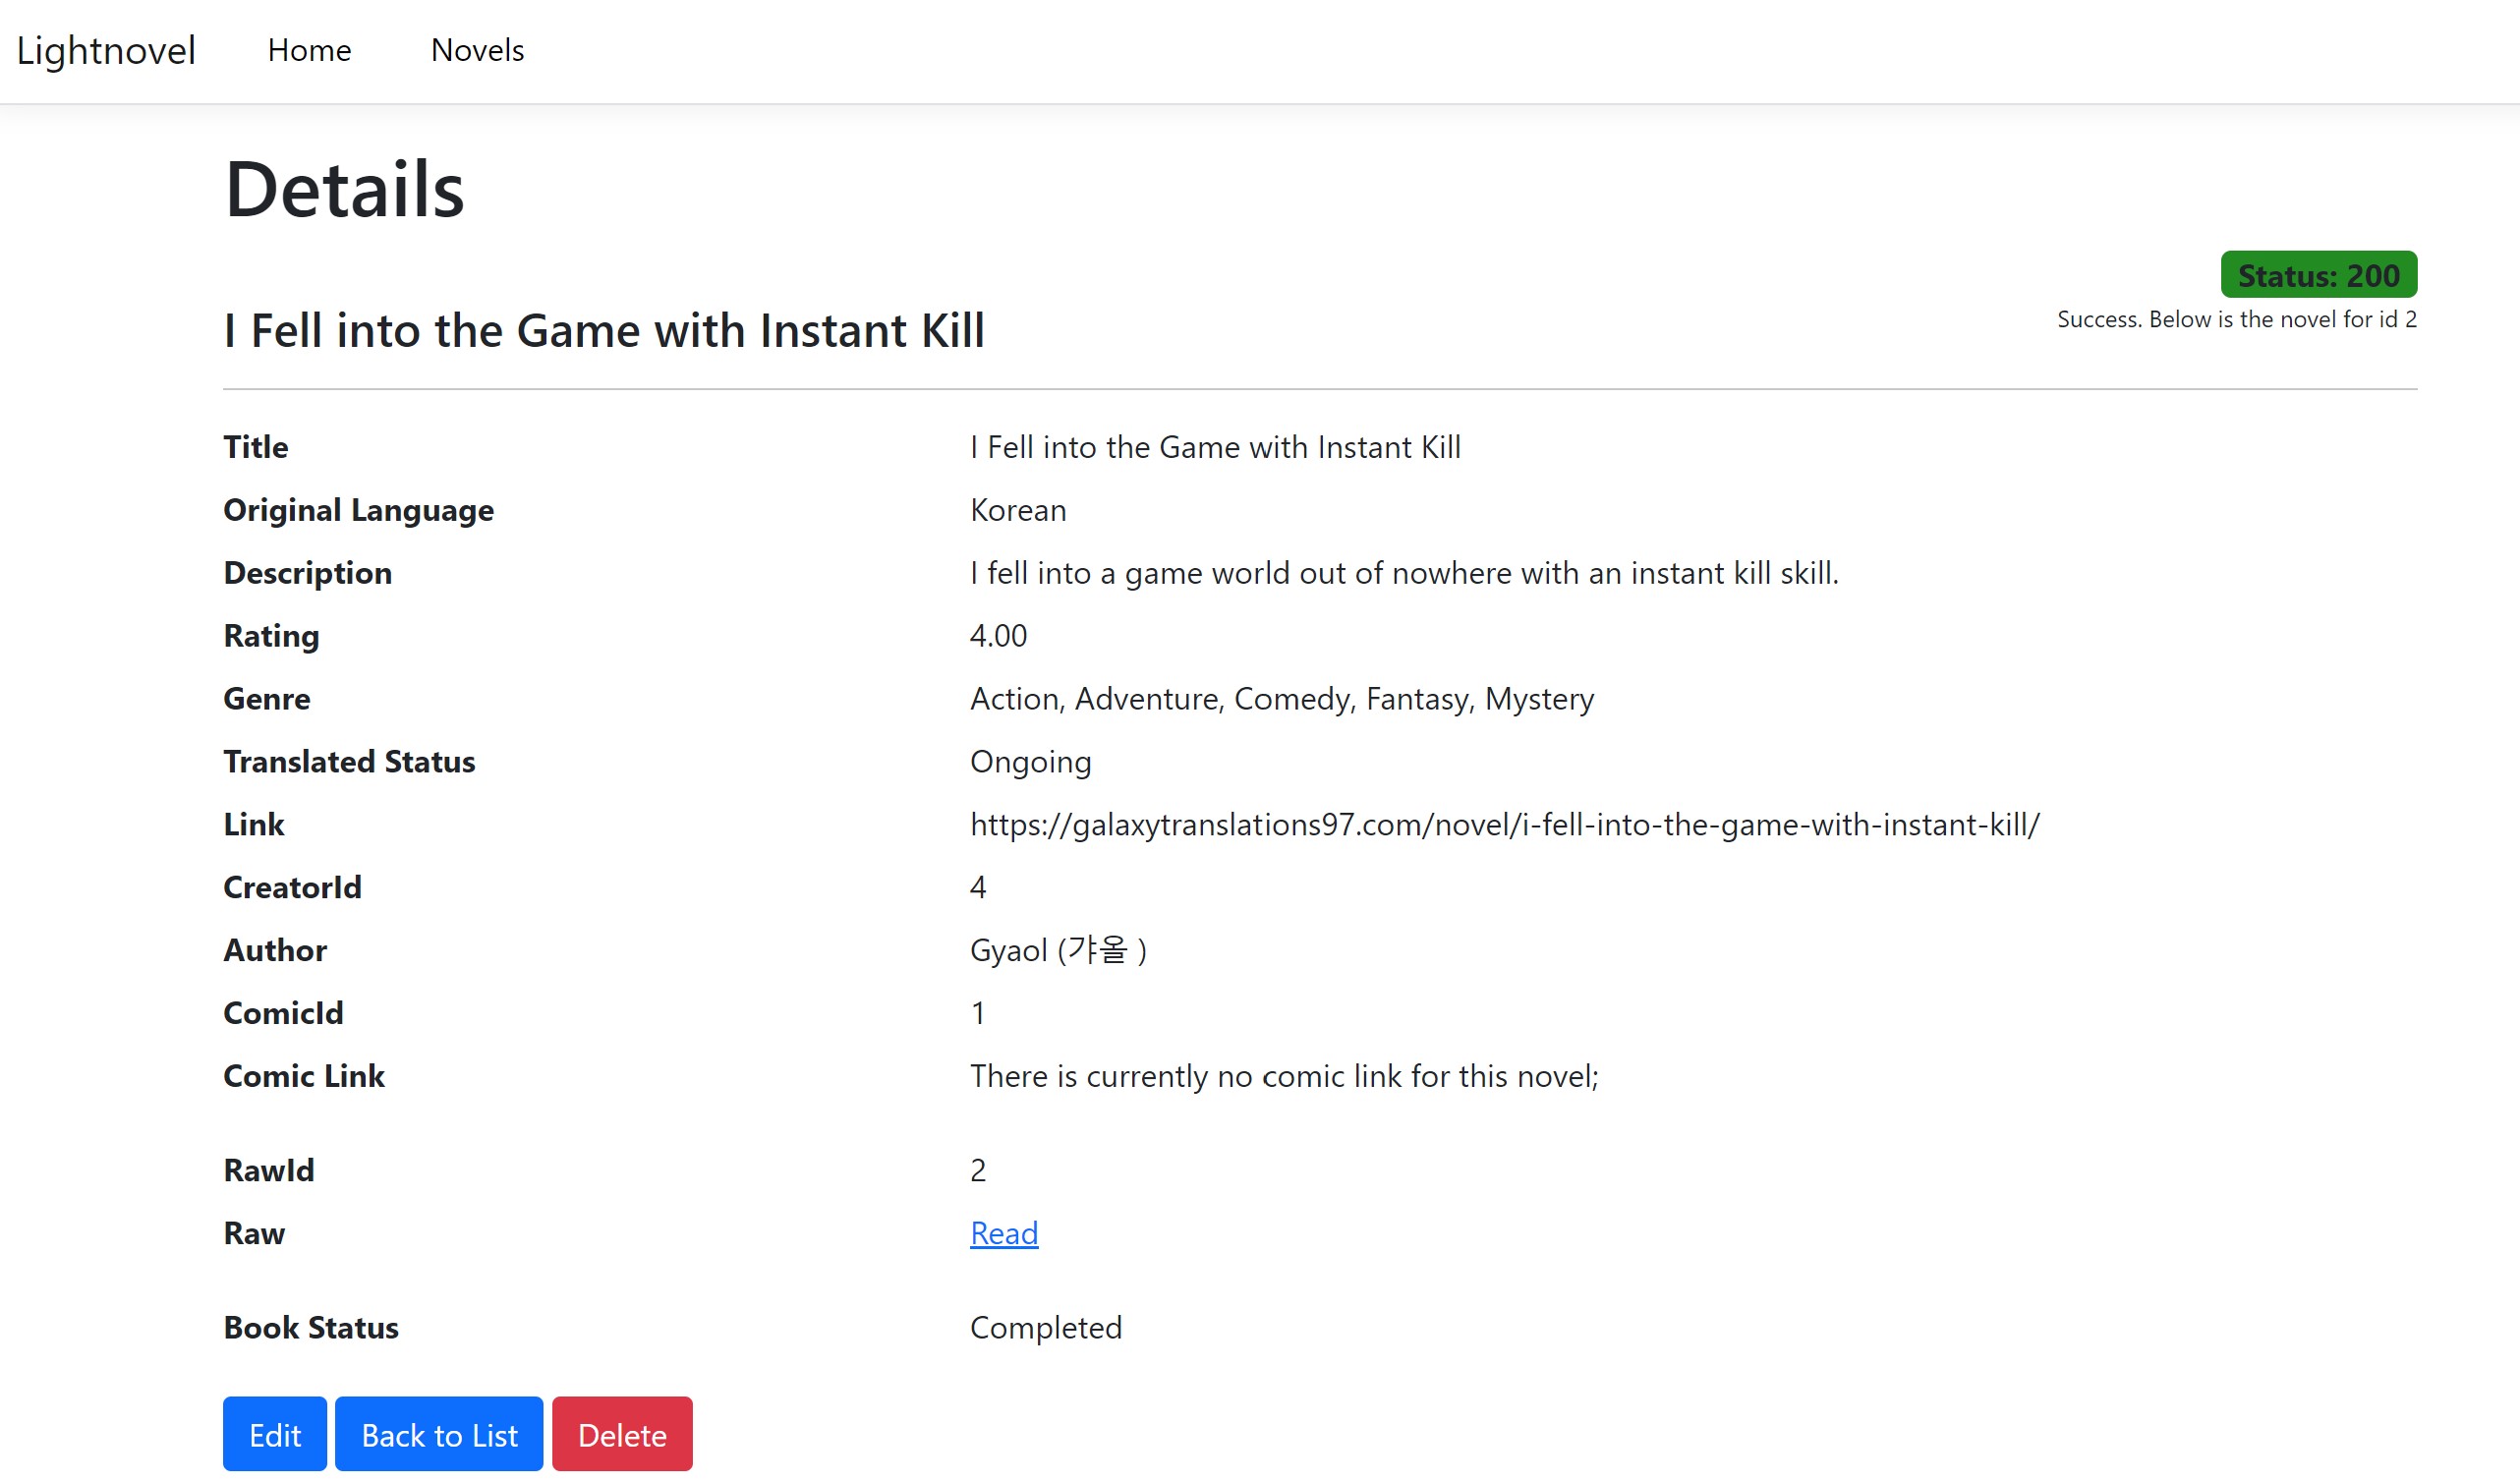 Lightnovel Home Novels
Details
Status: 200
Success. Below is the novel for id 2
I Fell into the Game with Instant Kill
Title I Fell into the Game with Instant Kill
Original Language Korean
Description I fell into a game world out of nowhere with an instant kill skill.
Rating 4.00
Genre Action, Adventure, Comedy, Fantasy, Mystery
Translated Status Ongoing
Link https://galaxytranslations97.com/novel/i-fell-into-the-game-with-instant-kill/
CreatorId 4
Author Gyaol (갸올 )
ComicId 1
Comic Link There is currently no comic link for this novel;
RawId 2
Raw Read
Book Status Completed
Edit Back to List Delete